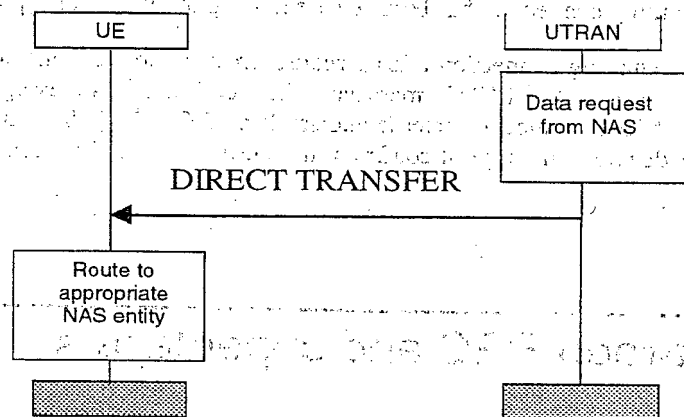 UE
UTRAN
Data request
from NAS
DIRECT TRANSFER
Route to
appropriate
NAS entity